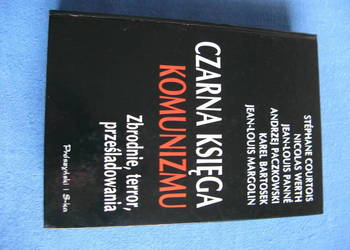 STÉPHANE COURTOIS
NICOLAS WERTH
JEAN-LOUIS PANNÉ
ANDRZEJ PACZKOWSKI
KAREL BARTOSEK
JEAN-LOUIS MARGOLIN
CZARNA KSIĘGA
KOMUNIZMU
Zbrodnie, terror,
prześladowania
Prószyński i S-ka